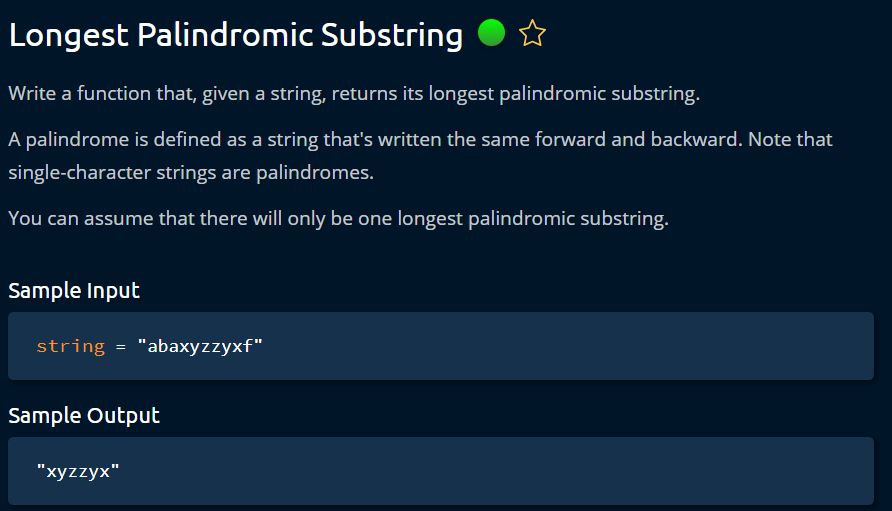 Longest Palindromic Substring
Write a function that, given a string, returns its longest palindromic substring.
A palindrome is defined as a string that's written the same forward and backward. Note that
single-character strings are palindromes.
You can assume that there will only be one longest palindromic substring.
Sample Input
string = "abaxyzzyxf"
Sample Output
"xyzzyx"